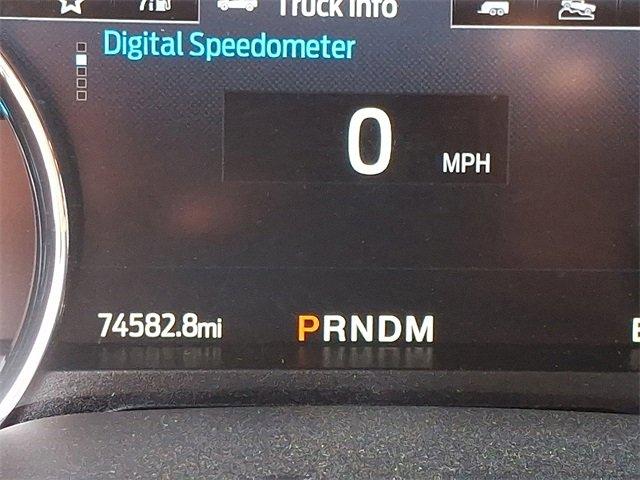 Truck Info
Digital Speedometer
0 MPH
74582.8mi PRNDM